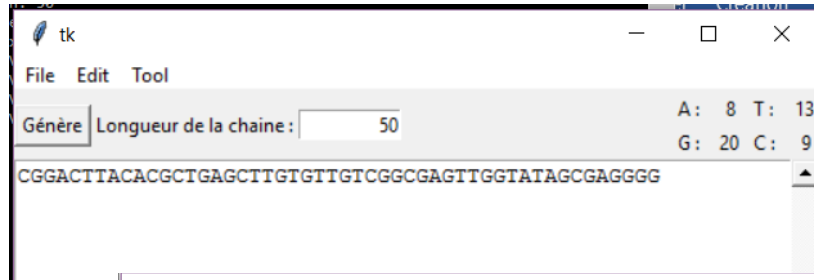 tk
File Edit Tool
Génère Longueur de la chaine : 50
A: 8 T: 13
G: 20 C: 9
CGGACTTACACGCTGAGCTTGTGTTGTCGGCGAGTTGGTATAGCGAGGGG